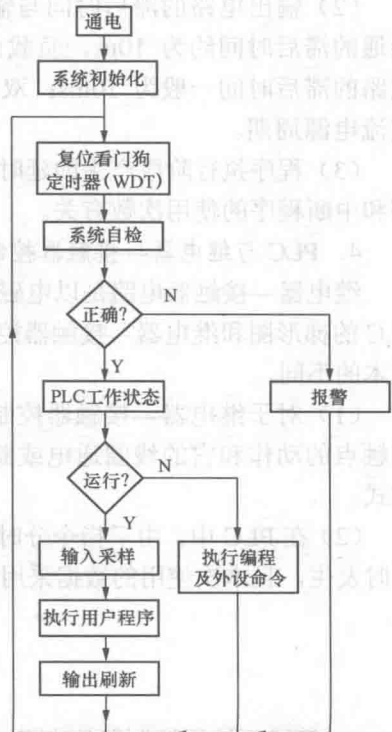 通电
系统初始化
复位看门狗
定时器(WDT)
系统自检
正确?
N
Y
PLC工作状态
报警
运行?
N
Y
输入采样
执行编程
及外设命令
执行用户程序
输出刷新